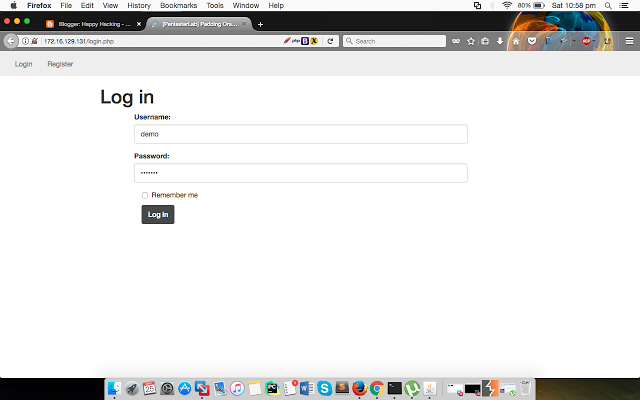 Firefox File Edit View History Bookmarks Tools Window Help 80% Sat 10:58 pm
Blogger: Happy Hacking - ... [PentesterLab] Padding Ora...
172.16.129.131/login.php php Search
Login Register
Log in
Username:
demo
Password:
•••••••
Remember me
Log in